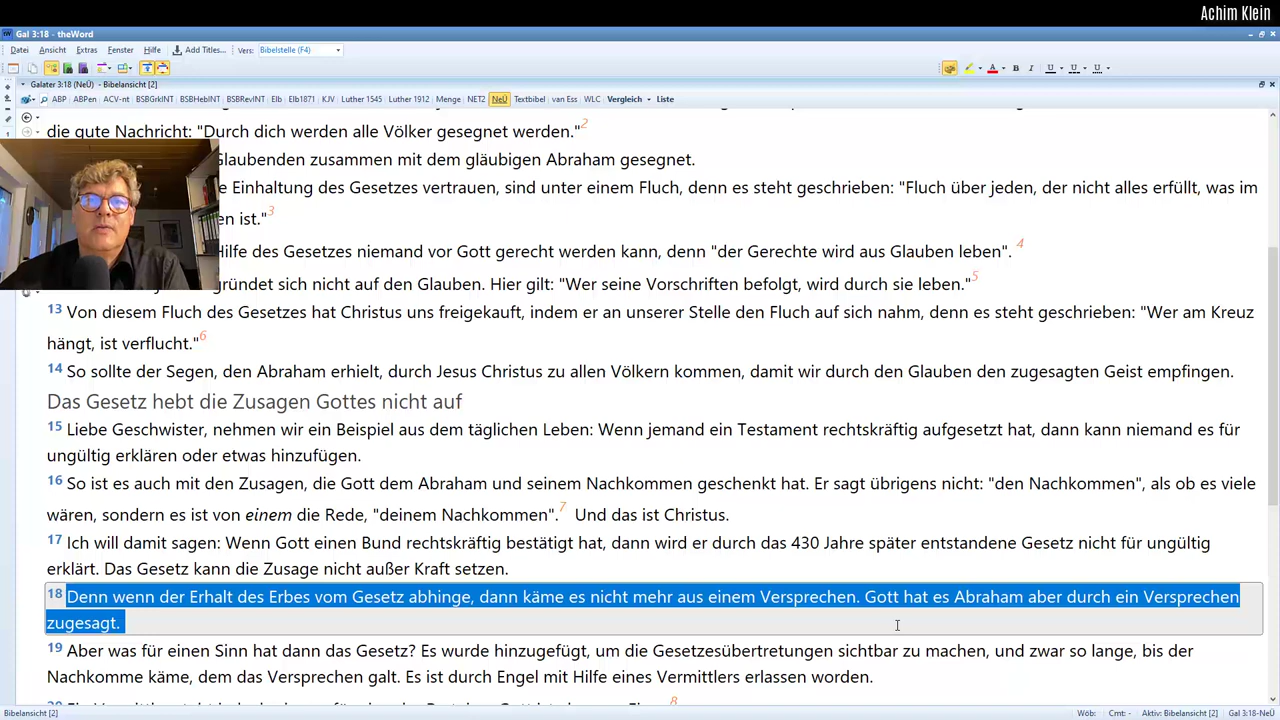 Achim Klein
Gal 3:18 - theWord
Datei Ansicht Extras Fenster Hilfe Add Titles... Vers: Bibelstelle (F4)
B I U U U
Galater 3:18 (NeÜ) - Bibelansicht [2]
ABP ABPen ACV-nt BSBGrkINT BSBHebINT BSBRevINT Elb Elb1871 KJV Luther 1545 Luther 1912 Menge NET2 NeÜ Textbibel van Ess WLC Vergleich Liste
die gute Nachricht: "Durch dich werden alle Völker gesegnet werden."2
Glaubenden zusammen mit dem gläubigen Abraham gesegnet.
e Einhaltung des Gesetzes vertrauen, sind unter einem Fluch, denn es steht geschrieben: "Fluch über jeden, der nicht alles erfüllt, was im
en ist."3
Hilfe des Gesetzes niemand vor Gott gerecht werden kann, denn "der Gerechte wird aus Glauben leben". 4
gründet sich nicht auf den Glauben. Hier gilt: "Wer seine Vorschriften befolgt, wird durch sie leben."5
13 Von diesem Fluch des Gesetzes hat Christus uns freigekauft, indem er an unserer Stelle den Fluch auf sich nahm, denn es steht geschrieben: "Wer am Kreuz
hängt, ist verflucht."6
14 So sollte der Segen, den Abraham erhielt, durch Jesus Christus zu allen Völkern kommen, damit wir durch den Glauben den zugesagten Geist empfingen.
Das Gesetz hebt die Zusagen Gottes nicht auf
15 Liebe Geschwister, nehmen wir ein Beispiel aus dem täglichen Leben: Wenn jemand ein Testament rechtskräftig aufgesetzt hat, dann kann niemand es für
ungültig erklären oder etwas hinzufügen.
16 So ist es auch mit den Zusagen, die Gott dem Abraham und seinem Nachkommen geschenkt hat. Er sagt übrigens nicht: "den Nachkommen", als ob es viele
wären, sondern es ist von einem die Rede, "deinem Nachkommen".7 Und das ist Christus.
17 Ich will damit sagen: Wenn Gott einen Bund rechtskräftig bestätigt hat, dann wird er durch das 430 Jahre später entstandene Gesetz nicht für ungültig
erklärt. Das Gesetz kann die Zusage nicht außer Kraft setzen.
18 Denn wenn der Erhalt des Erbes vom Gesetz abhinge, dann käme es nicht mehr aus einem Versprechen. Gott hat es Abraham aber durch ein Versprechen
zugesagt.
19 Aber was für einen Sinn hat dann das Gesetz? Es wurde hinzugefügt, um die Gesetzesübertretungen sichtbar zu machen, und zwar so lange, bis der
Nachkomme käme, dem das Versprechen galt. Es ist durch Engel mit Hilfe eines Vermittlers erlassen worden.
8
Bibelansicht [2] Wöb: Cmt: - Aktiv: Bibelansicht [2] Gal 3:18-NeÜ